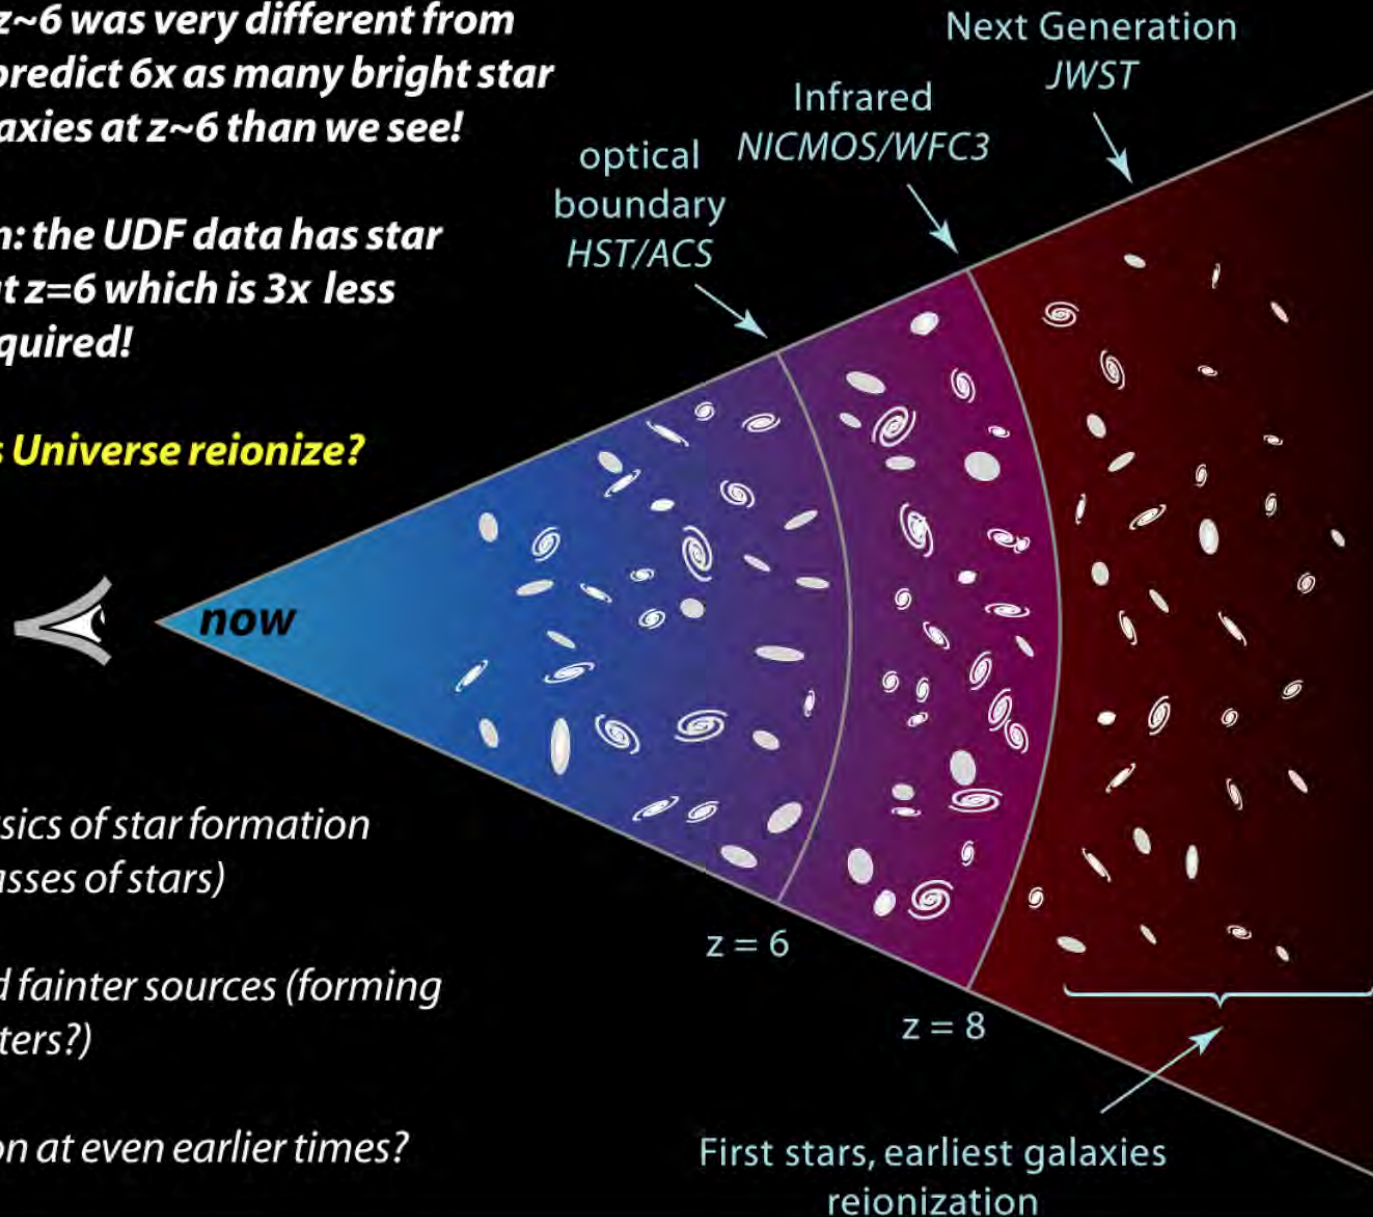 z~6 was very different from
predict 6x as many bright star
axies at z~6 than we see!
n: the UDF data has star
t z=6 which is 3x less
quired!
s Universe reionize?
Next Generation
JWST
Infrared
NICMOS/WFC3
optical
boundary
HST/ACS
now
z = 6
z = 8
First stars, earliest galaxies
reionization
sics of star formation
asses of stars)
d fainter sources (forming
ters?)
on at even earlier times?